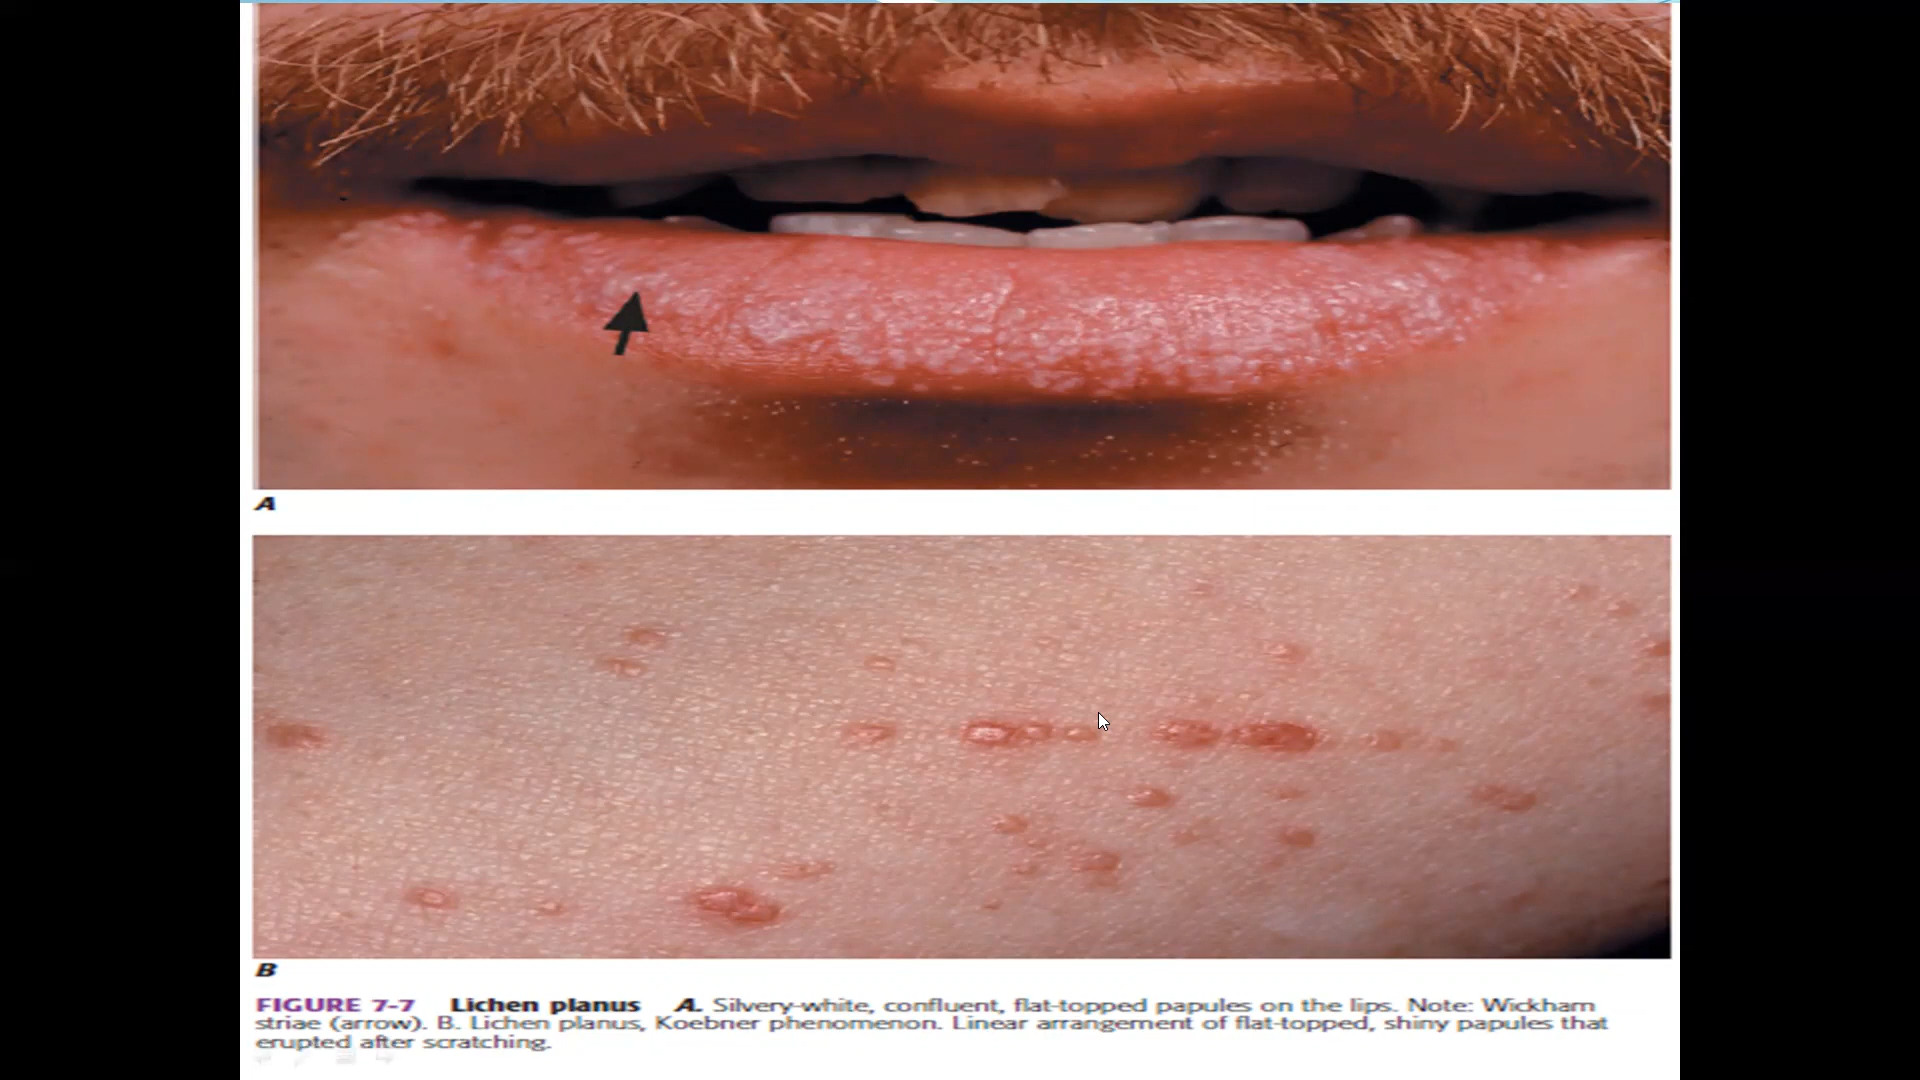 A
B
FIGURE 7-7 Lichen planus A. Silvery-white, confluent, flat-topped papules on the lips. Note: Wickham
striae (arrow). B. Lichen planus, Koebner phenomenon. Linear arrangement of flat-topped, shiny papules that
erupted after scratching.